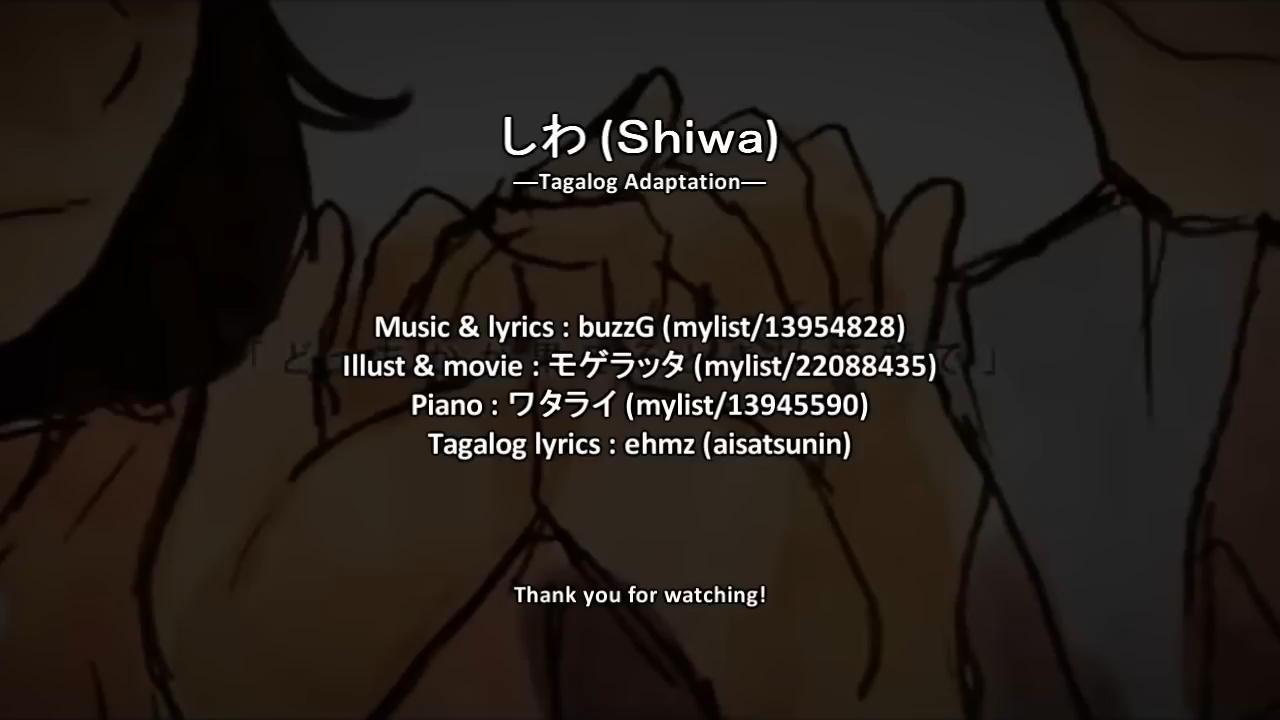 しわ (Shiwa)
—Tagalog Adaptation—
Music & lyrics : buzzG (mylist/13954828)
Illust & movie : モゲラッタ (mylist/22088435)
Piano : ワタライ (mylist/13945590)
Tagalog lyrics : ehmz (aisatsunin)
Thank you for watching!